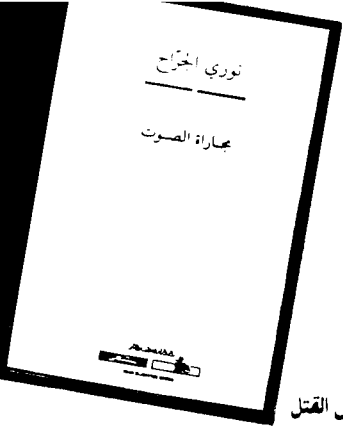 نوري الجرّاح
مجاراة الصوت
القتل